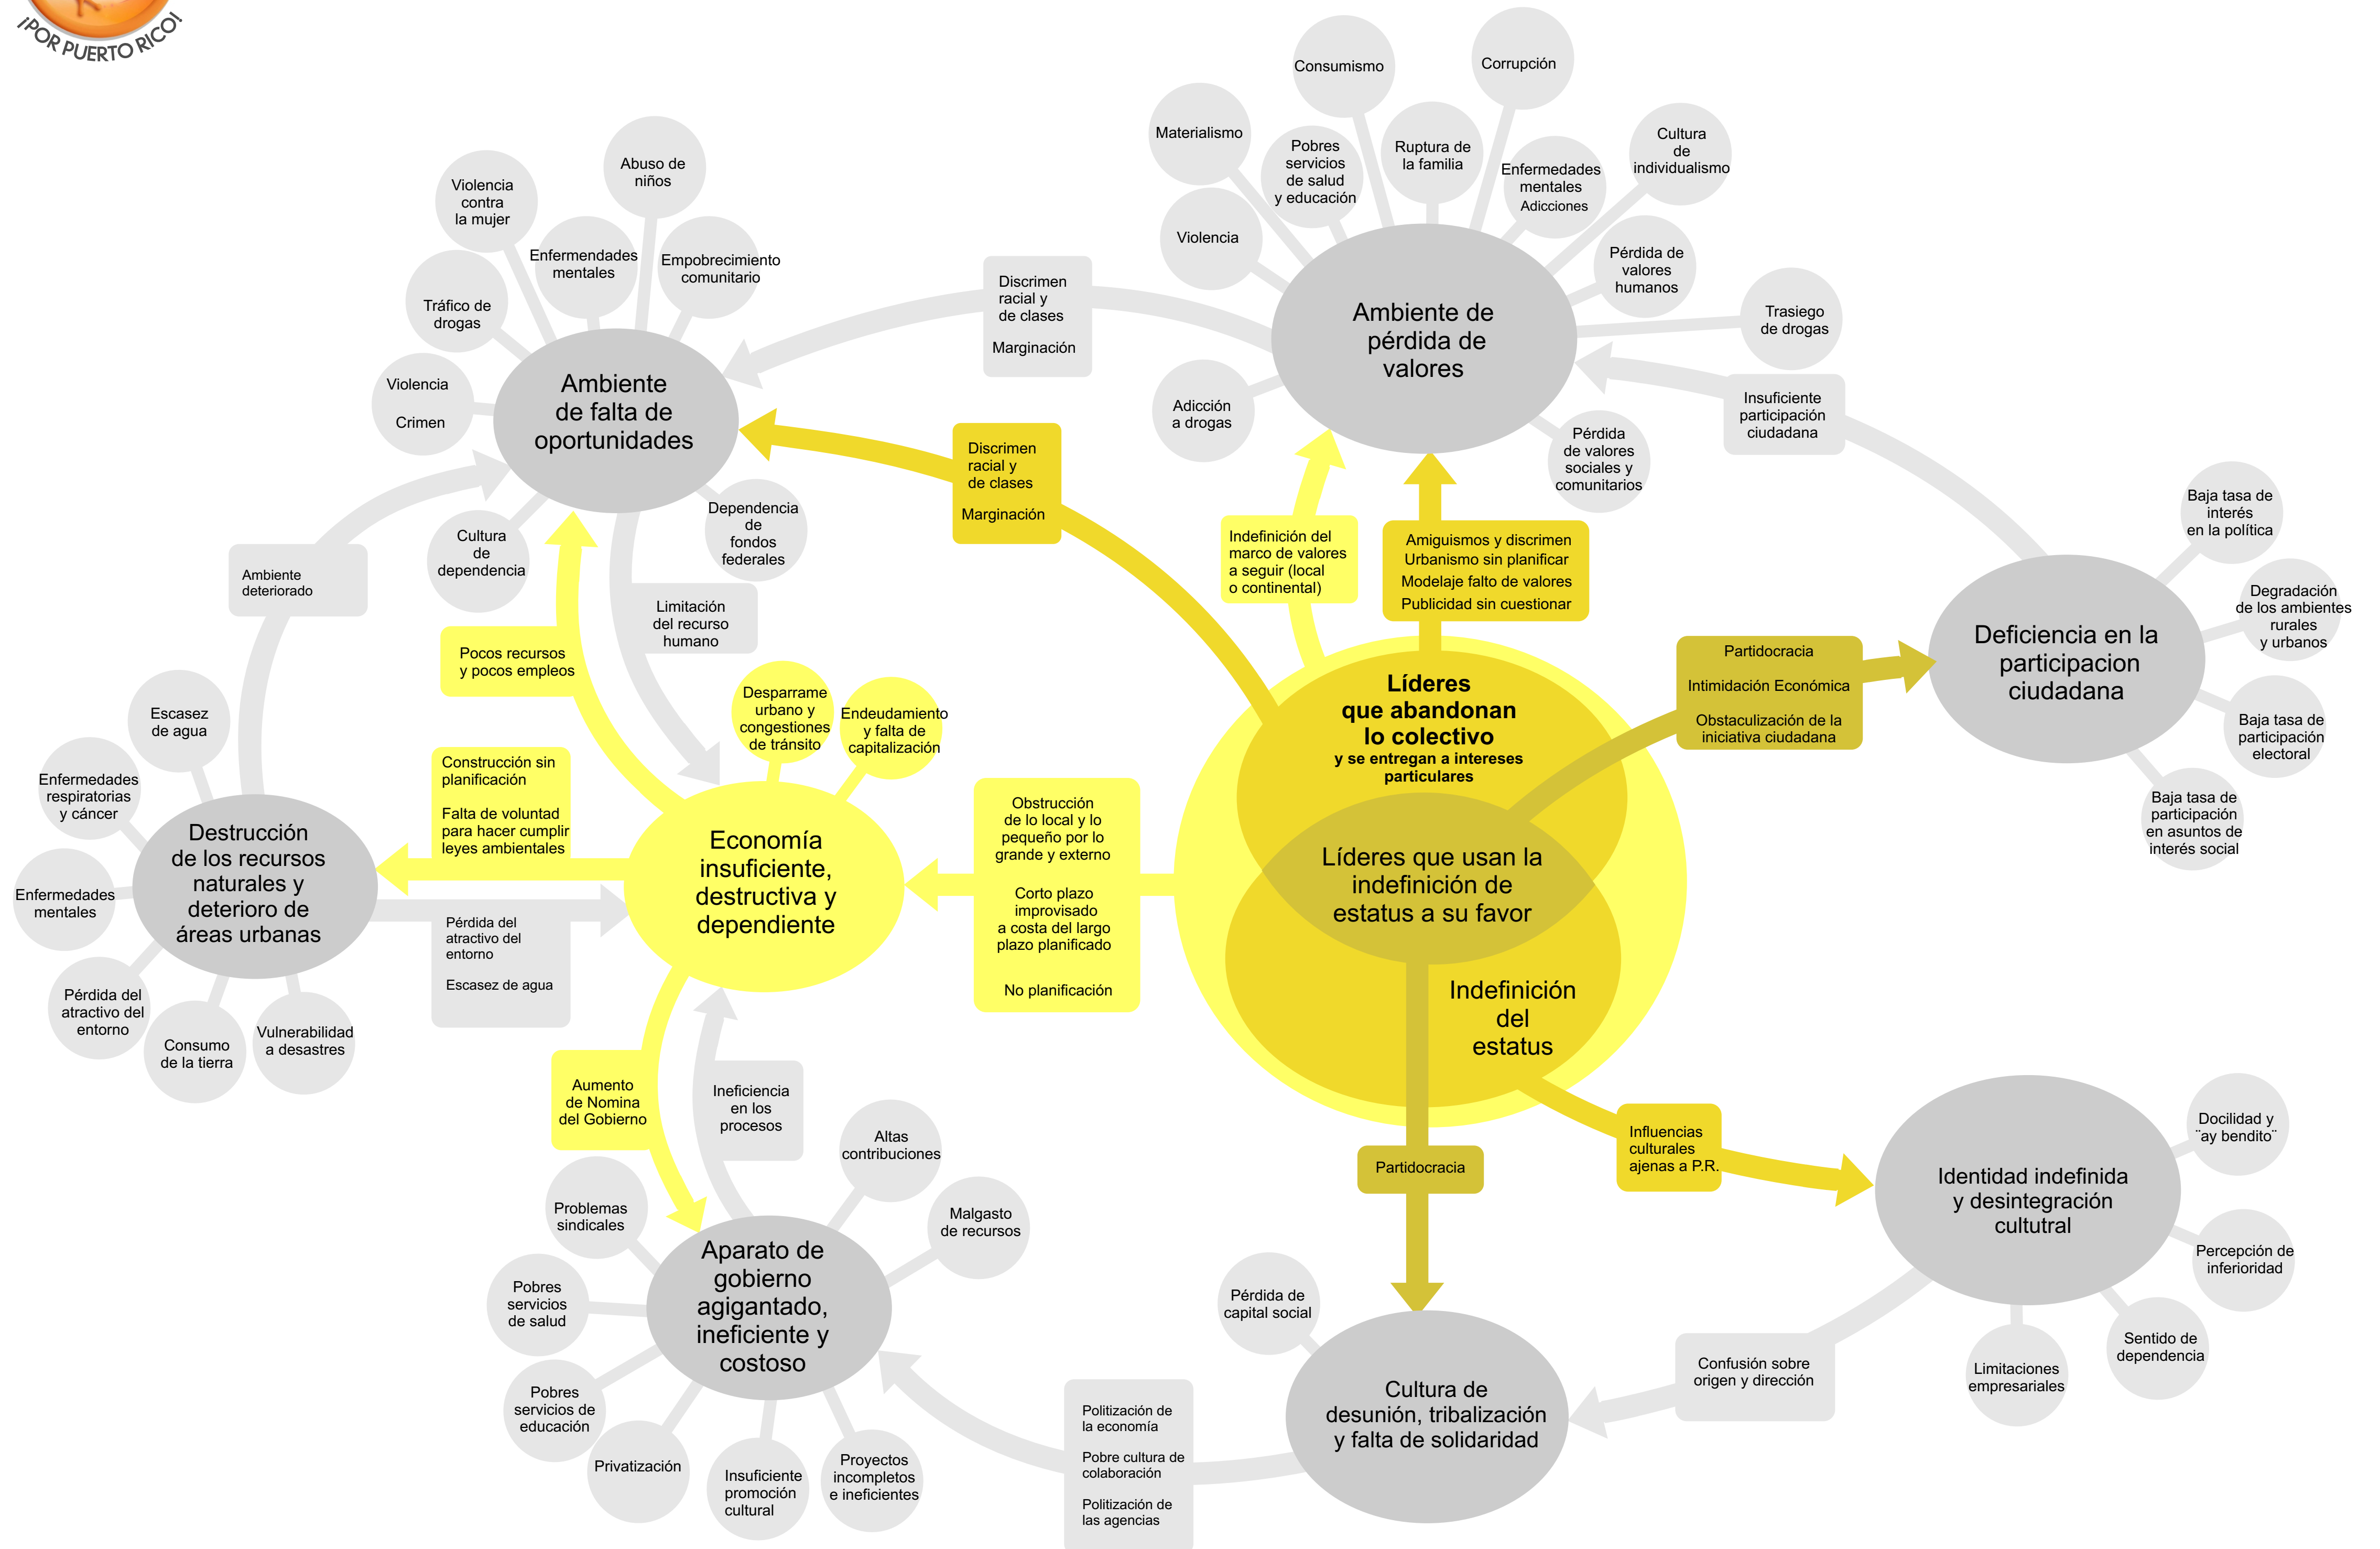 ¡POR PUERTO RICO!
Consumismo
Corrupción
Materialismo
Pobres
servicios
de salud
y educación
Ruptura de
la familia
Enfermedades
mentales
Adicciones
Cultura
de
individualismo
Violencia
Pérdida de
valores
humanos
Trasiego
de drogas
Ambiente de
pérdida de
valores
Adicción
a drogas
Pérdida
de valores
sociales y
comunitarios
Insuficiente
participación
ciudadana
Discrimen
racial y
de clases
Marginación
Abuso de
niños
Violencia
contra
la mujer
Enfermendades
mentales
Empobrecimiento
comunitario
Tráfico de
drogas
Violencia
Crimen
Ambiente
de falta de
oportunidades
Cultura
de
dependencia
Dependencia
de
fondos
federales
Discrimen
racial y
de clases
Marginación
Indefinición del
marco de valores
a seguir (local
o continental)
Amiguismos y discrimen
Urbanismo sin planificar
Modelaje falto de valores
Publicidad sin cuestionar
Baja tasa de
interés
en la política
Degradación
de los ambientes
rurales
y urbanos
Deficiencia en la
participacion
ciudadana
Baja tasa de
participación
electoral
Baja tasa de
participación
en asuntos de
interés social
Partidocracia
Intimidación Económica
Obstaculización de la
iniciativa ciudadana
Líderes
que abandonan
lo colectivo
y se entregan a intereses
particulares
Líderes que usan la
indefinición de
estatus a su favor
Indefinición
del
estatus
Ambiente
deteriorado
Limitación
del recurso
humano
Pocos recursos
y pocos empleos
Desparrame
urbano y
congestiones
de tránsito
Endeudamiento
y falta de
capitalización
Escasez
de agua
Enfermedades
respiratorias
y cáncer
Construcción sin
planificación
Falta de voluntad
para hacer cumplir
leyes ambientales
Obstrucción
de lo local y lo
pequeño por lo
grande y externo
Corto plazo
improvisado
a costa del largo
plazo planificado
No planificación
Economía
insuficiente,
destructiva y
dependiente
Destrucción
de los recursos
naturales y
deterioro de
áreas urbanas
Enfermedades
mentales
Pérdida del
atractivo del
entorno
Escasez de agua
Pérdida del
atractivo del
entorno
Consumo
de la tierra
Vulnerabilidad
a desastres
Aumento
de Nomina
del Gobierno
Ineficiencia
en los
procesos
Altas
contribuciones
Malgasto
de recursos
Problemas
sindicales
Pobres
servicios
de salud
Pobres
servicios de
educación
Privatización
Insuficiente
promoción
cultural
Proyectos
incompletos
e ineficientes
Aparato de
gobierno
agigantado,
ineficiente y
costoso
Partidocracia
Influencias
culturales
ajenas a P.R.
Docilidad y
¨ay bendito¨
Identidad indefinida
y desintegración
cultutral
Percepción de
inferioridad
Sentido de
dependencia
Limitaciones
empresariales
Confusión sobre
origen y dirección
Pérdida de
capital social
Cultura de
desunión, tribalización
y falta de solidaridad
Politización de
la economía
Pobre cultura de
colaboración
Politización de
las agencias